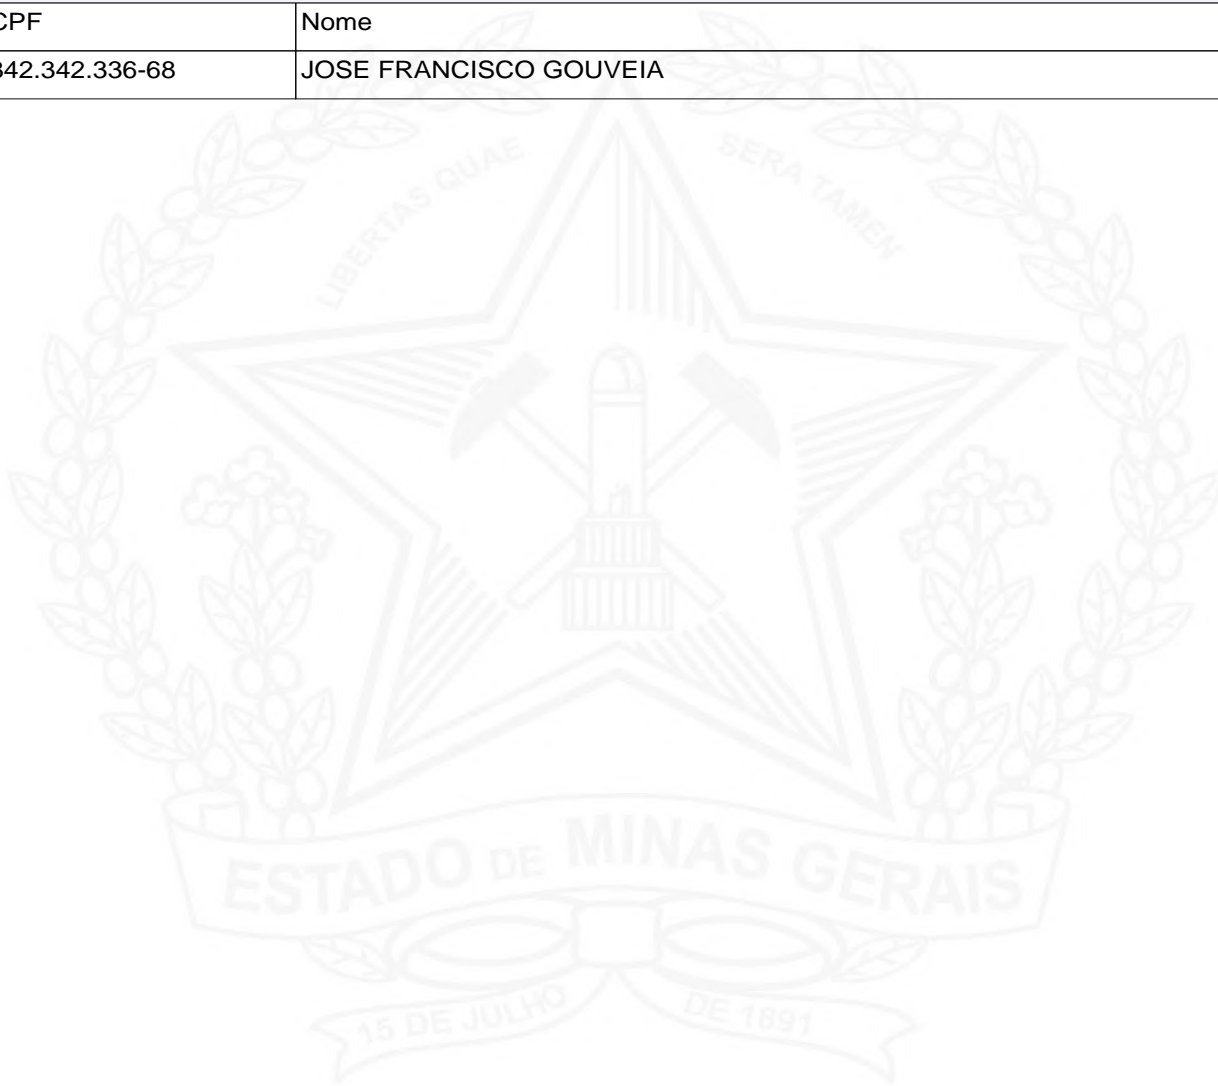 CPF Nome
342.342.336-68 JOSE FRANCISCO GOUVEIA
LIBERTAS QUAE SERA TAMEN
ESTADO DE MINAS GERAIS
15 DE JULHO DE 1891